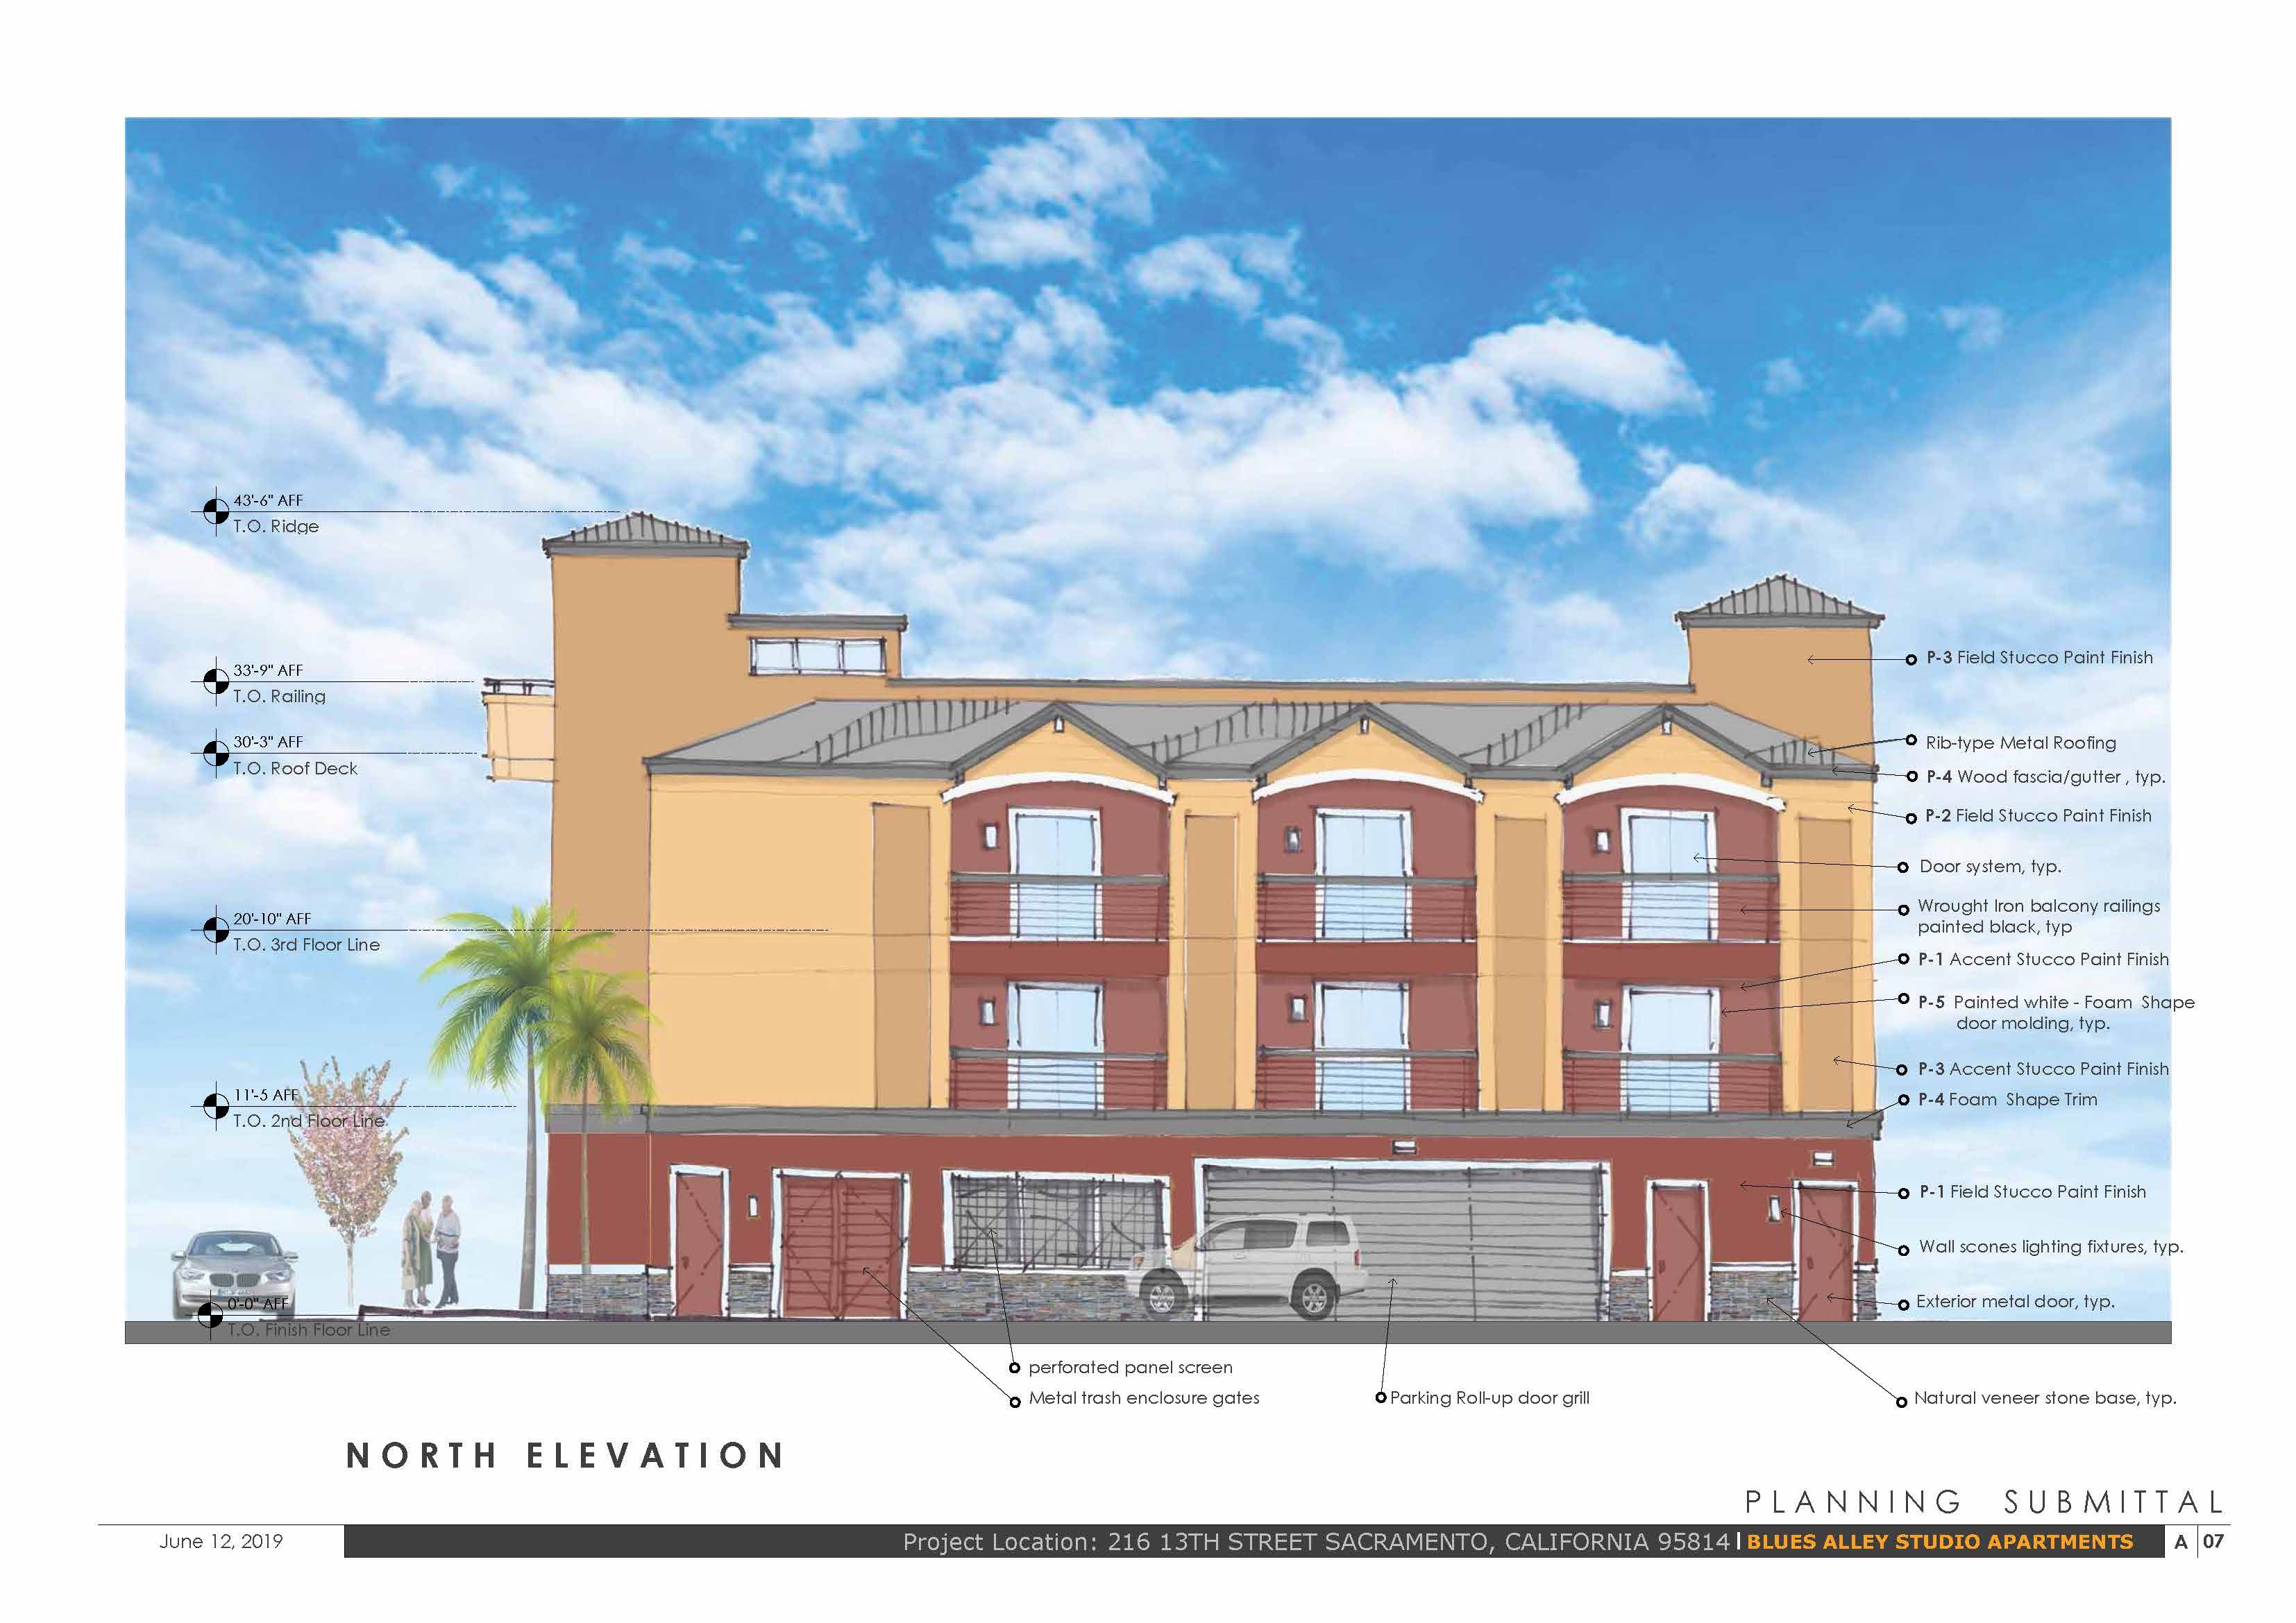 43'-6" AFF
T.O. Ridge
33'-9" AFF
T.O. Railing
30'-3" AFF
T.O. Roof Deck
20'-10" AFF
T.O. 3rd Floor Line
11'-5 AFF
T.O. 2nd Floor Line
0'-0" AFF
T.O. Finish Floor Line
P-3 Field Stucco Paint Finish
Rib-type Metal Roofing
P-4 Wood fascia/gutter , typ.
P-2 Field Stucco Paint Finish
Door system, typ.
Wrought Iron balcony railings
painted black, typ
P-1 Accent Stucco Paint Finish
P-5 Painted white - Foam Shape
door molding, typ.
P-3 Accent Stucco Paint Finish
P-4 Foam Shape Trim
P-1 Field Stucco Paint Finish
Wall scones lighting fixtures, typ.
Exterior metal door, typ.
perforated panel screen
Metal trash enclosure gates
Parking Roll-up door grill
Natural veneer stone base, typ.
NORTH ELEVATION
PLANNING SUBMITTAL
June 12, 2019
Project Location: 216 13TH STREET SACRAMENTO, CALIFORNIA 95814 | BLUES ALLEY STUDIO APARTMENTS
A 07